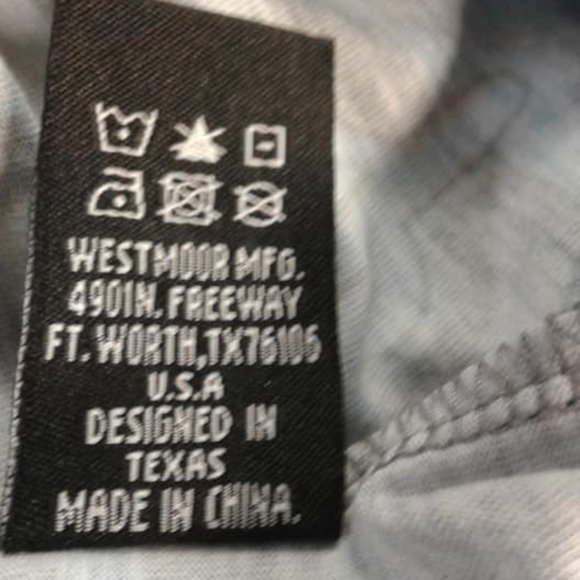 WESTMOOR MFG.
4901N. FREEWAY
FT. WORTH,TX76106
U.S.A
DESIGNED IN
TEXAS
MADE IN CHINA.